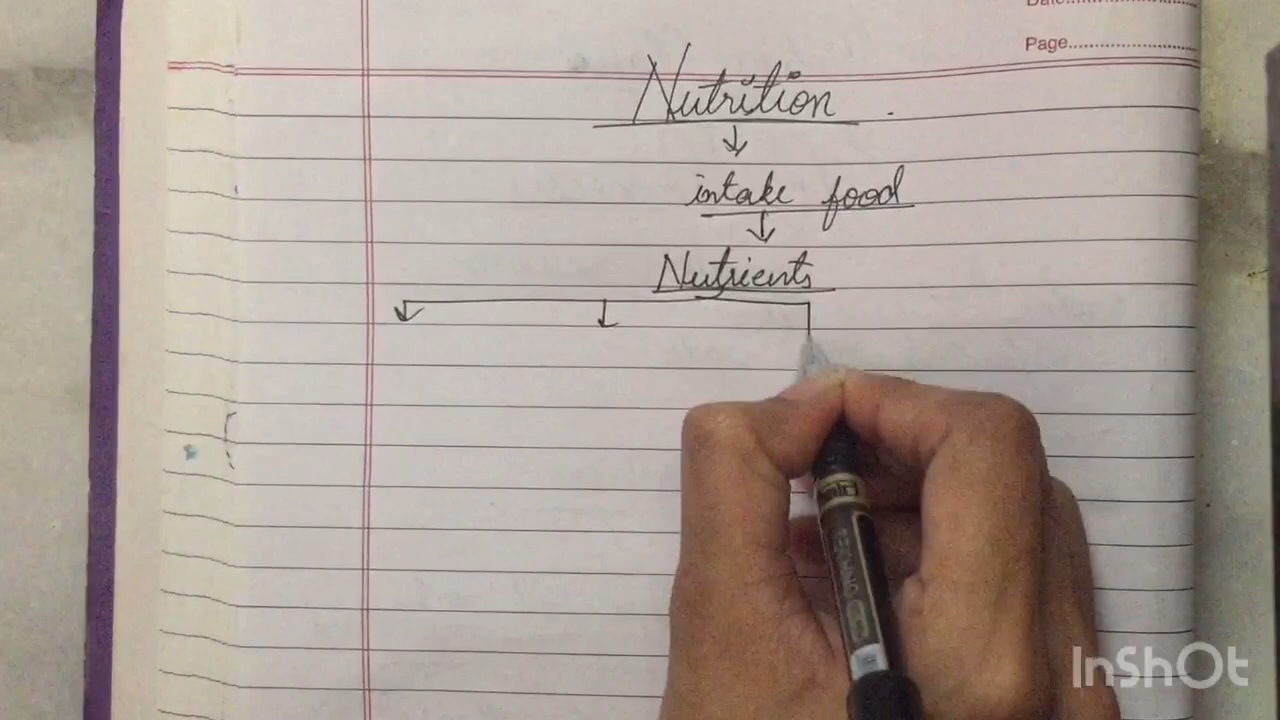 Date
Page
Nutrition
intake food
Nutrients
InShOt